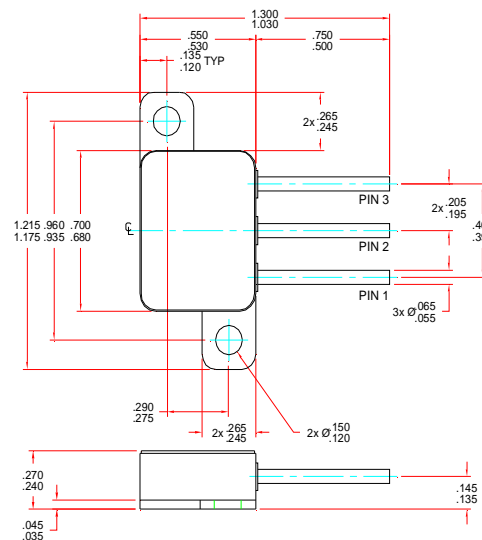 1.300
1.030
.550
.530
.750
.500
.135
.120 TYP
2x .265
.245
PIN 3
2x .205
.195
1.215 .960 .700
1.175 .935 .680
CL
PIN 2
PIN 1
3x Ø .065
.055
.290
.275
2x .265
.245
2x Ø .150
.120
.270
.240
.145
.135
.045
.035